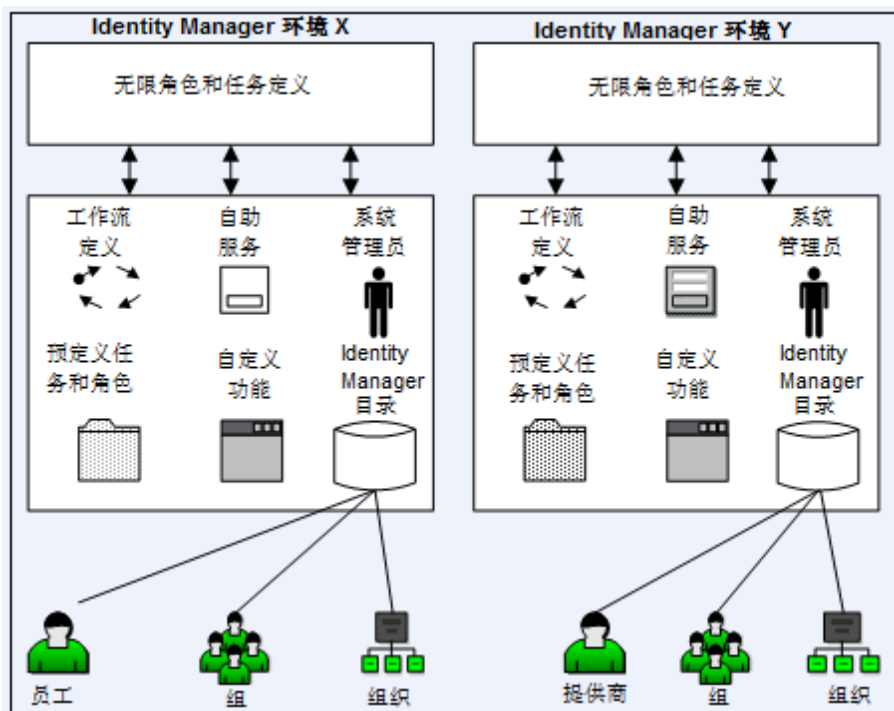 Identity Manager 环境 X
无限角色和任务定义
工作流
定义
自助
服务
系统
管理员
预定义任
务和角色
自定义
功能
Identity
Manager
目录
员工
组
组织
Identity Manager 环境 Y
无限角色和任务定义
工作流
定义
自助
服务
系统
管理员
预定义任
务和角色
自定义
功能
Identity
Manager
目录
提供商
组
组织